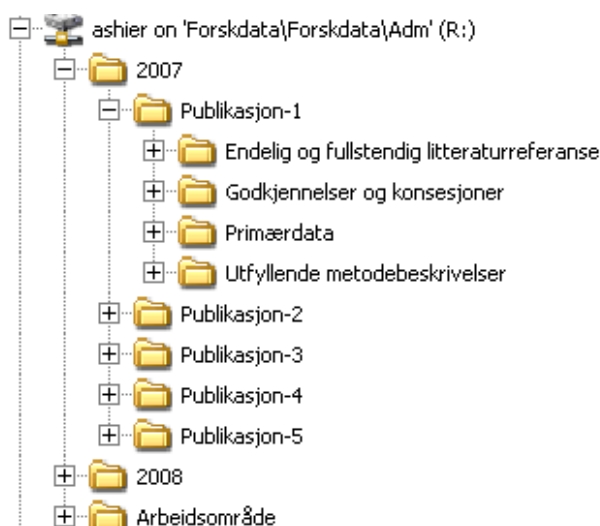 ashier on 'Forskdata\Forskdata\Adm' (R:)
2007
Publikasjon-1
Endelig og fullstendig litteraturreferanse
Godkjennelser og konsesjoner
Primærdata
Utfyllende metodebeskrivelser
Publikasjon-2
Publikasjon-3
Publikasjon-4
Publikasjon-5
2008
Arbeidsområde